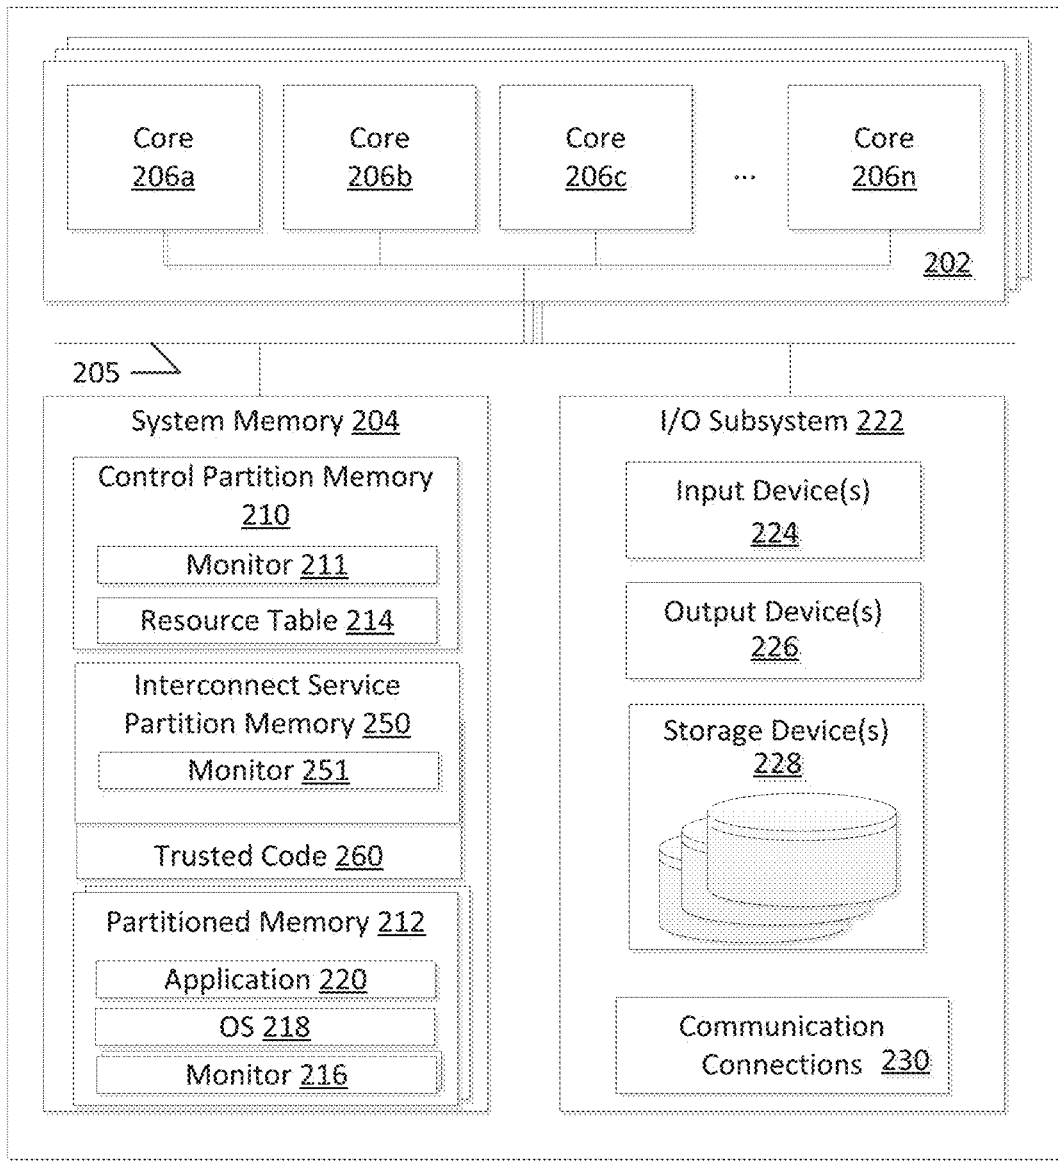 Core
206a
Core
206b
Core
206c
...
Core
206n
202
205
System Memory 204
Control Partition Memory
210
Monitor 211
Resource Table 214
Interconnect Service
Partition Memory 250
Monitor 251
Trusted Code 260
Partitioned Memory 212
Application 220
OS 218
Monitor 216
I/O Subsystem 222
Input Device(s)
224
Output Device(s)
226
Storage Device(s)
228
Communication
Connections 230